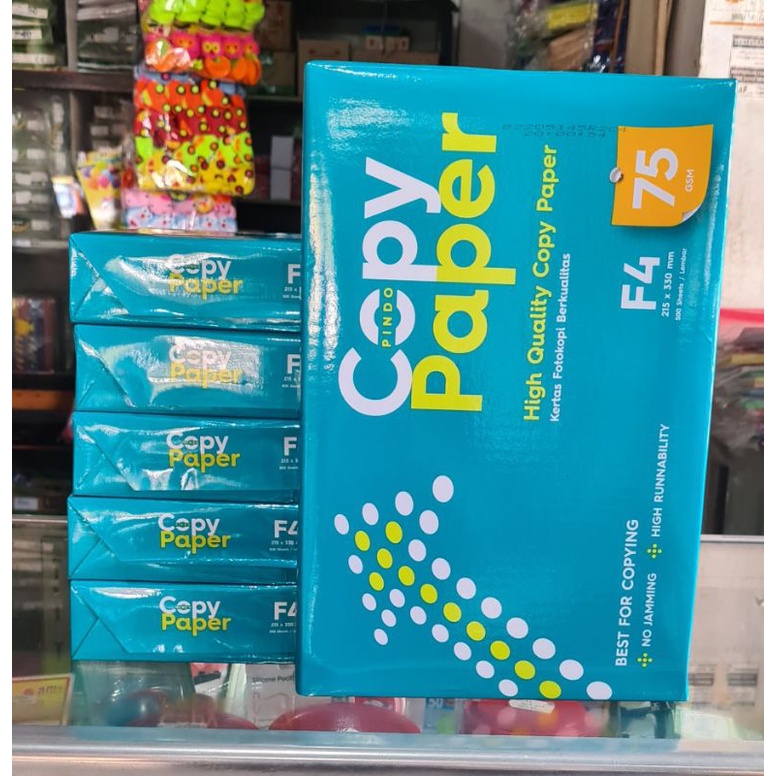 Copy
PINDO
Paper
High Quality Copy Paper
Kertas Fotokopi Berkualitas
75
GSM
F4
215 x 330 mm
500 Sheets / Lembar
BEST FOR COPYING
NO JAMMING
HIGH RUNNABILITY
Copy
Paper
F
Copy
Paper
F
Copy
Paper
F
Copy
Paper
F4
Copy
Paper
F4